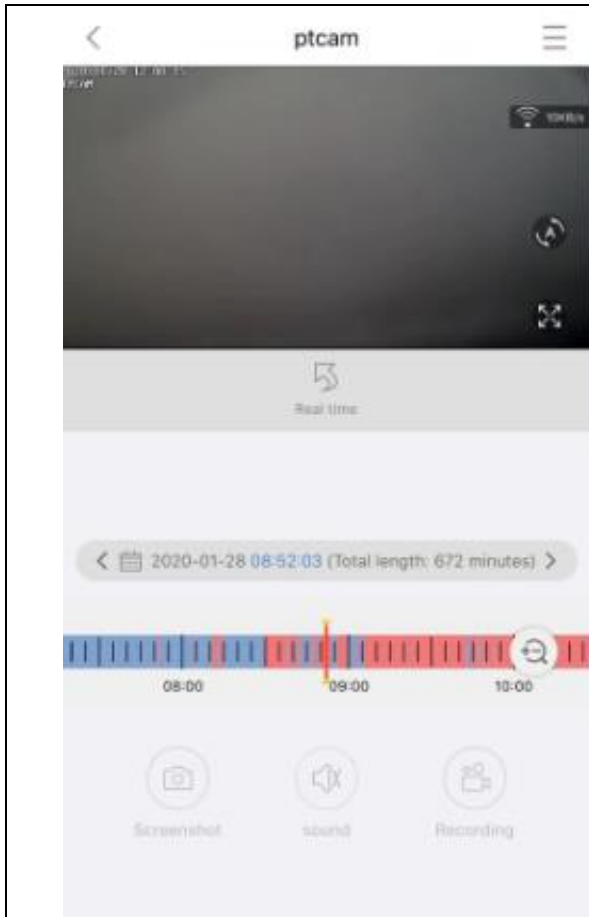 ptcam
Real time
2020-01-28 08:52:03 (Total length: 672 minutes)
08:00 09:00 10:00
Screenshot sound Recording